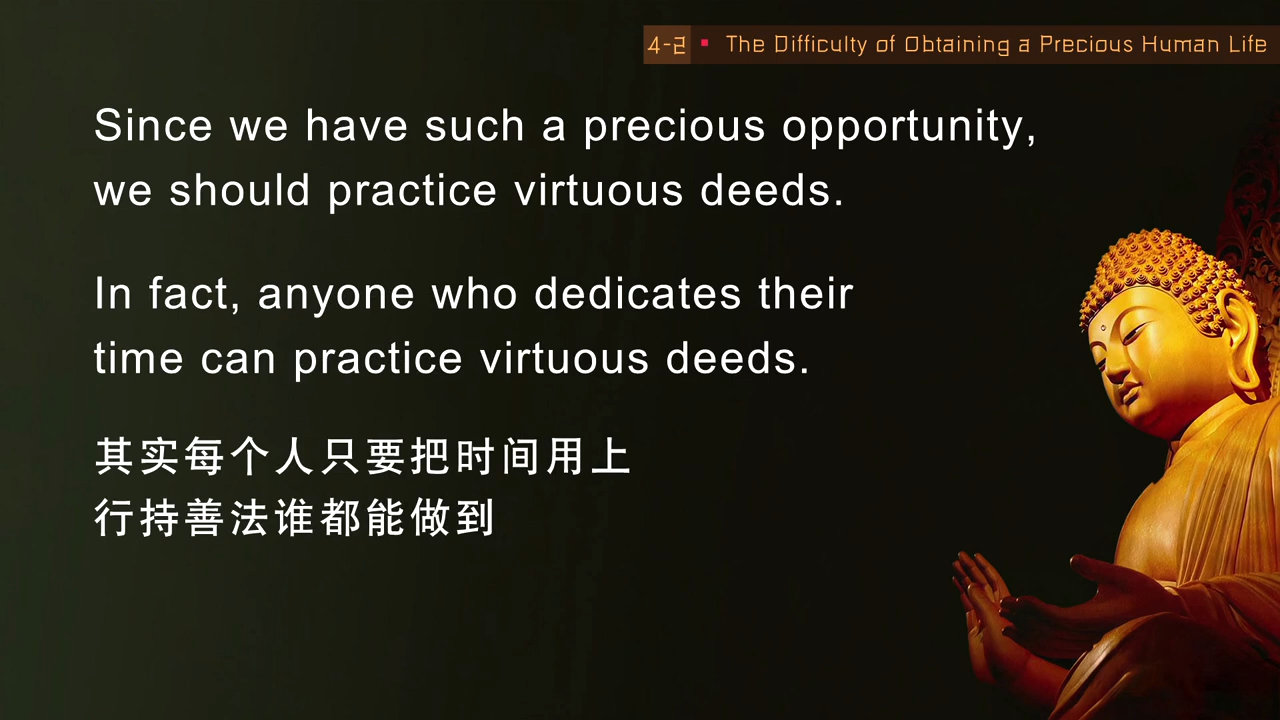 4-2 ▪ The Difficulty of Obtaining a Precious Human Life
Since we have such a precious opportunity,
we should practice virtuous deeds.
In fact, anyone who dedicates their
time can practice virtuous deeds.
其实每个人只要把时间用上
行持善法谁都能做到